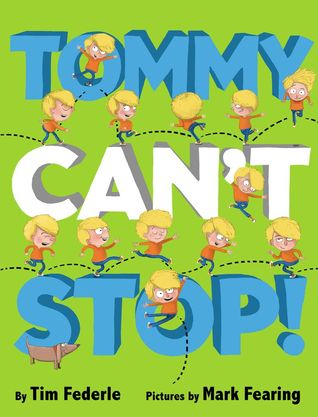 TOMMY
CAN'T
STOP!
By Tim Federle Pictures by Mark Fearing